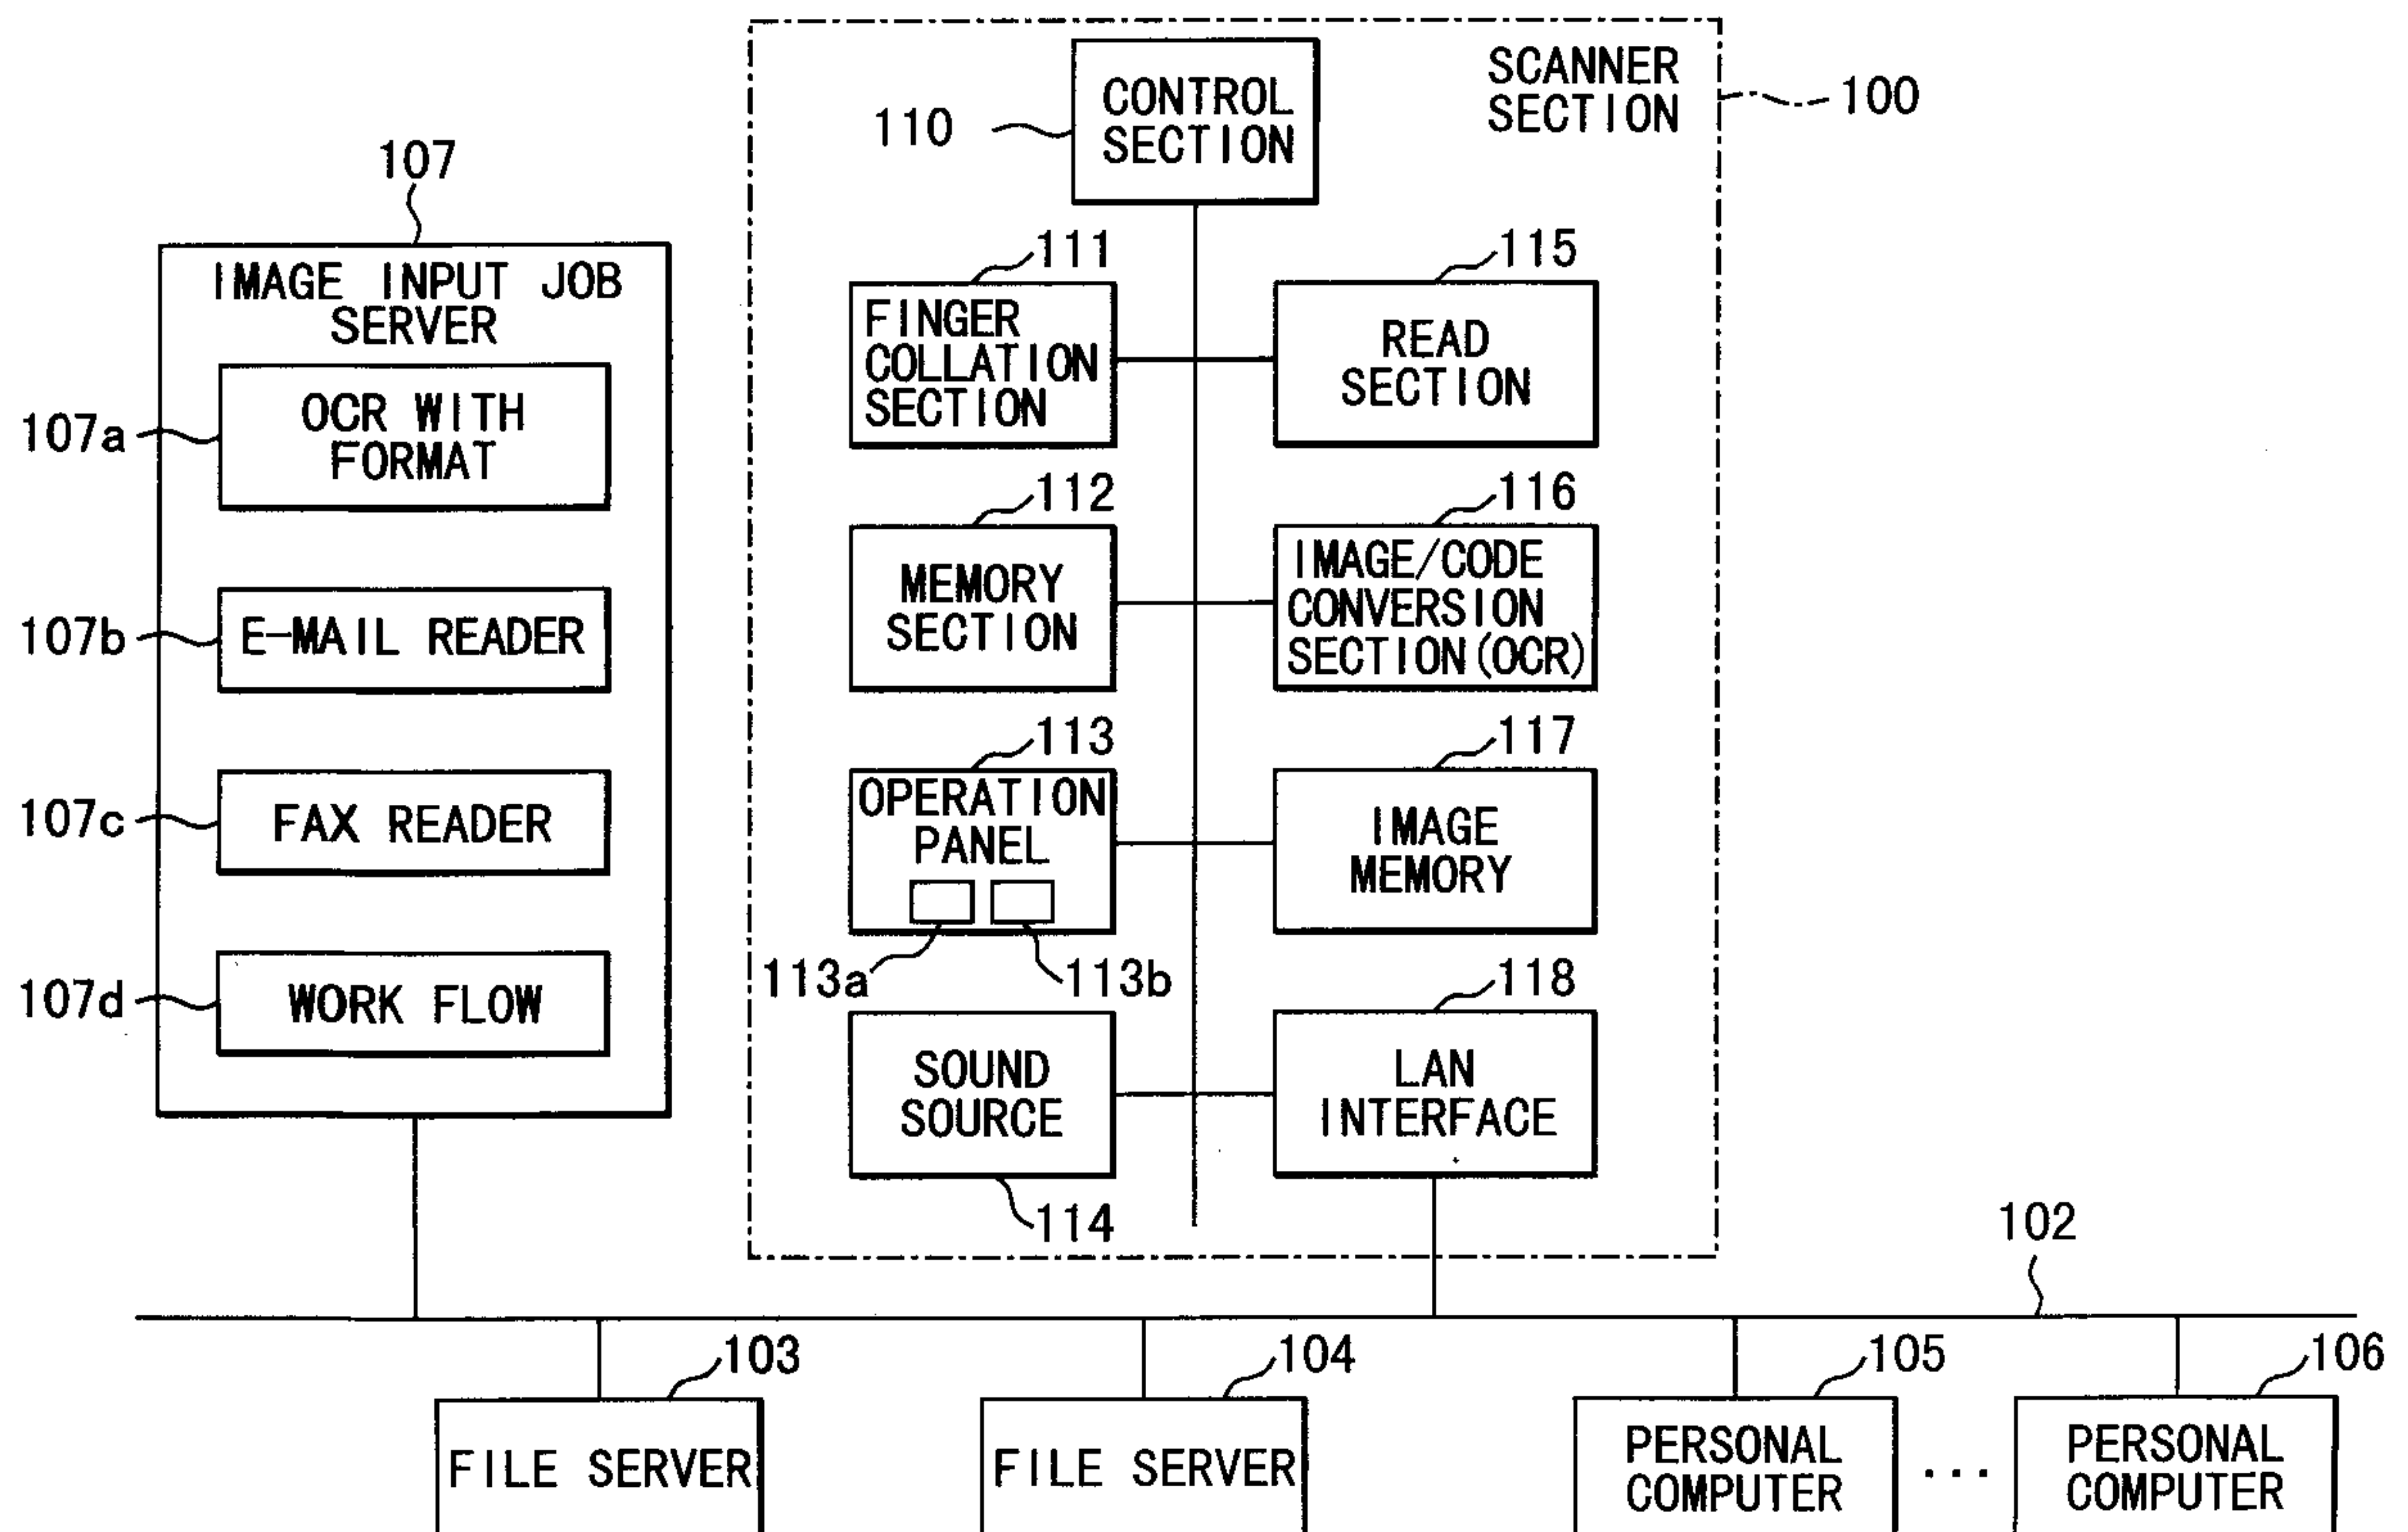 SCANNER
SECTION
100
CONTROL
SECTION
110
107
IMAGE INPUT JOB
SERVER
OCR WITH
FORMAT
107a
E-MAIL READER
107b
FAX READER
107c
WORK FLOW
107d
111
FINGER
COLLATION
SECTION
115
READ
SECTION
112
MEMORY
SECTION
116
IMAGE/CODE
CONVERSION
SECTION(OCR)
113
OPERATION
PANEL
113a
113b
117
IMAGE
MEMORY
SOUND
SOURCE
114
118
LAN
INTERFACE
102
103
FILE SERVER
104
FILE SERVER
105
PERSONAL
COMPUTER
...
106
PERSONAL
COMPUTER